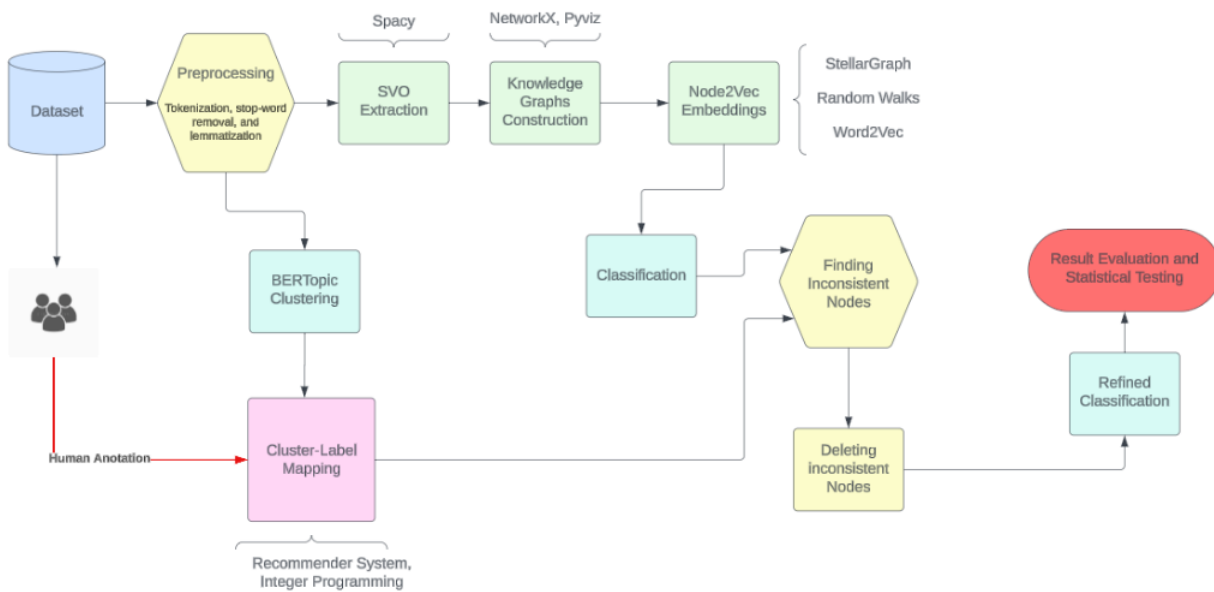 Spacy
NetworkX, Pyviz
Dataset
Preprocessing
Tokenization, stop-word
removal, and
lemmatization
SVO
Extraction
Knowledge
Graphs
Construction
Node2Vec
Embeddings
StellarGraph
Random Walks
Word2Vec
BERTopic
Clustering
Classification
Finding
Inconsistent
Nodes
Result Evaluation and
Statistical Testing
Refined
Classification
Human Anotation
Cluster-Label
Mapping
Deleting
inconsistent
Nodes
Recommender System,
Integer Programming